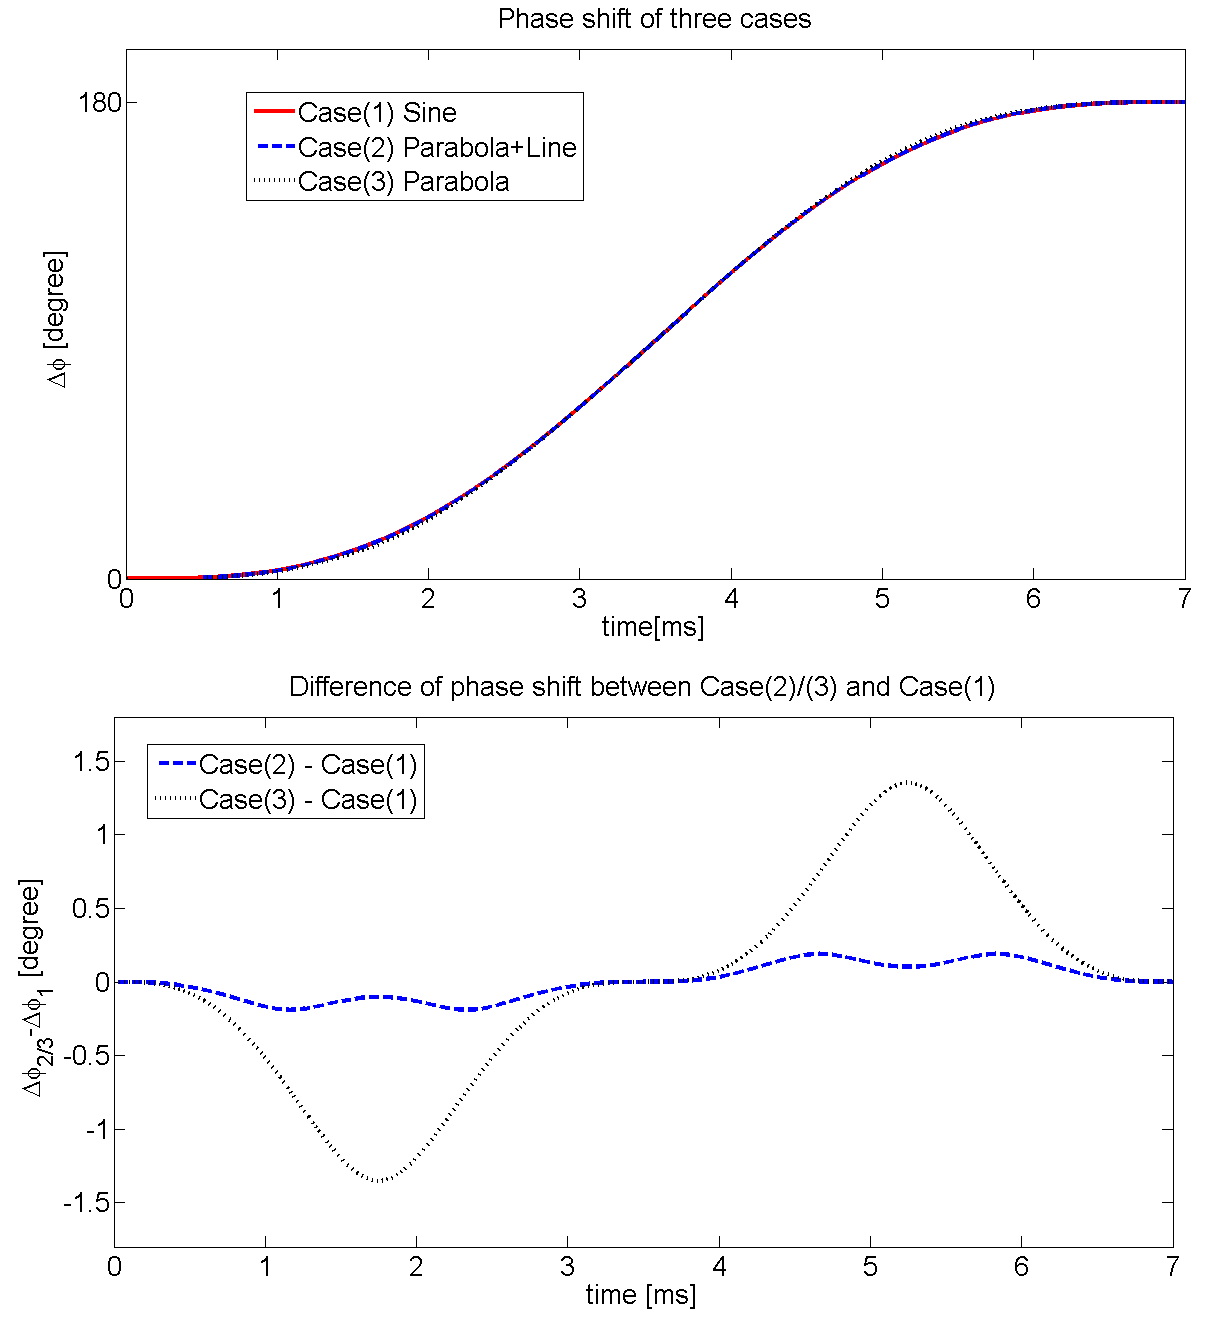 Phase shift of three cases
180
Case(1) Sine
Case(2) Parabola+Line
Case(3) Parabola
Δϕ [degree]
0
0 1 2 3 4 5 6 7
time[ms]
Difference of phase shift between Case(2)/(3) and Case(1)
1.5
Case(2) - Case(1)
Case(3) - Case(1)
1
0.5
Δϕ2/3-Δϕ1 [degree]
0
-0.5
-1
-1.5
0 1 2 3 4 5 6 7
time [ms]